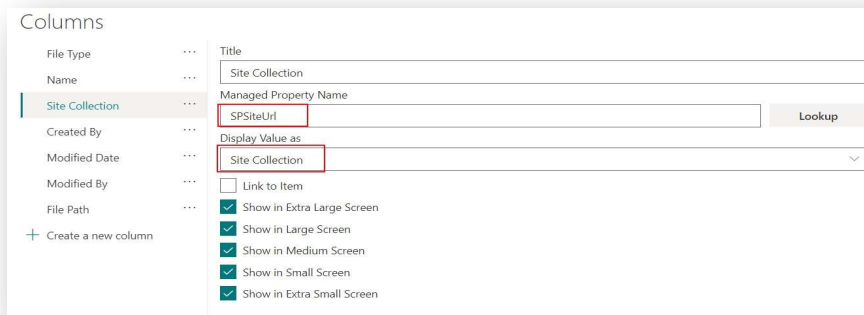 Columns
File Type ...
Name ...
Site Collection ...
Created By ...
Modified Date ...
Modified By ...
File Path ...
Create a new column
Title
Site Collection
Managed Property Name
SPSiteUrl
Lookup
Display Value as
Site Collection
Link to Item
Show in Extra Large Screen
Show in Large Screen
Show in Medium Screen
Show in Small Screen
Show in Extra Small Screen